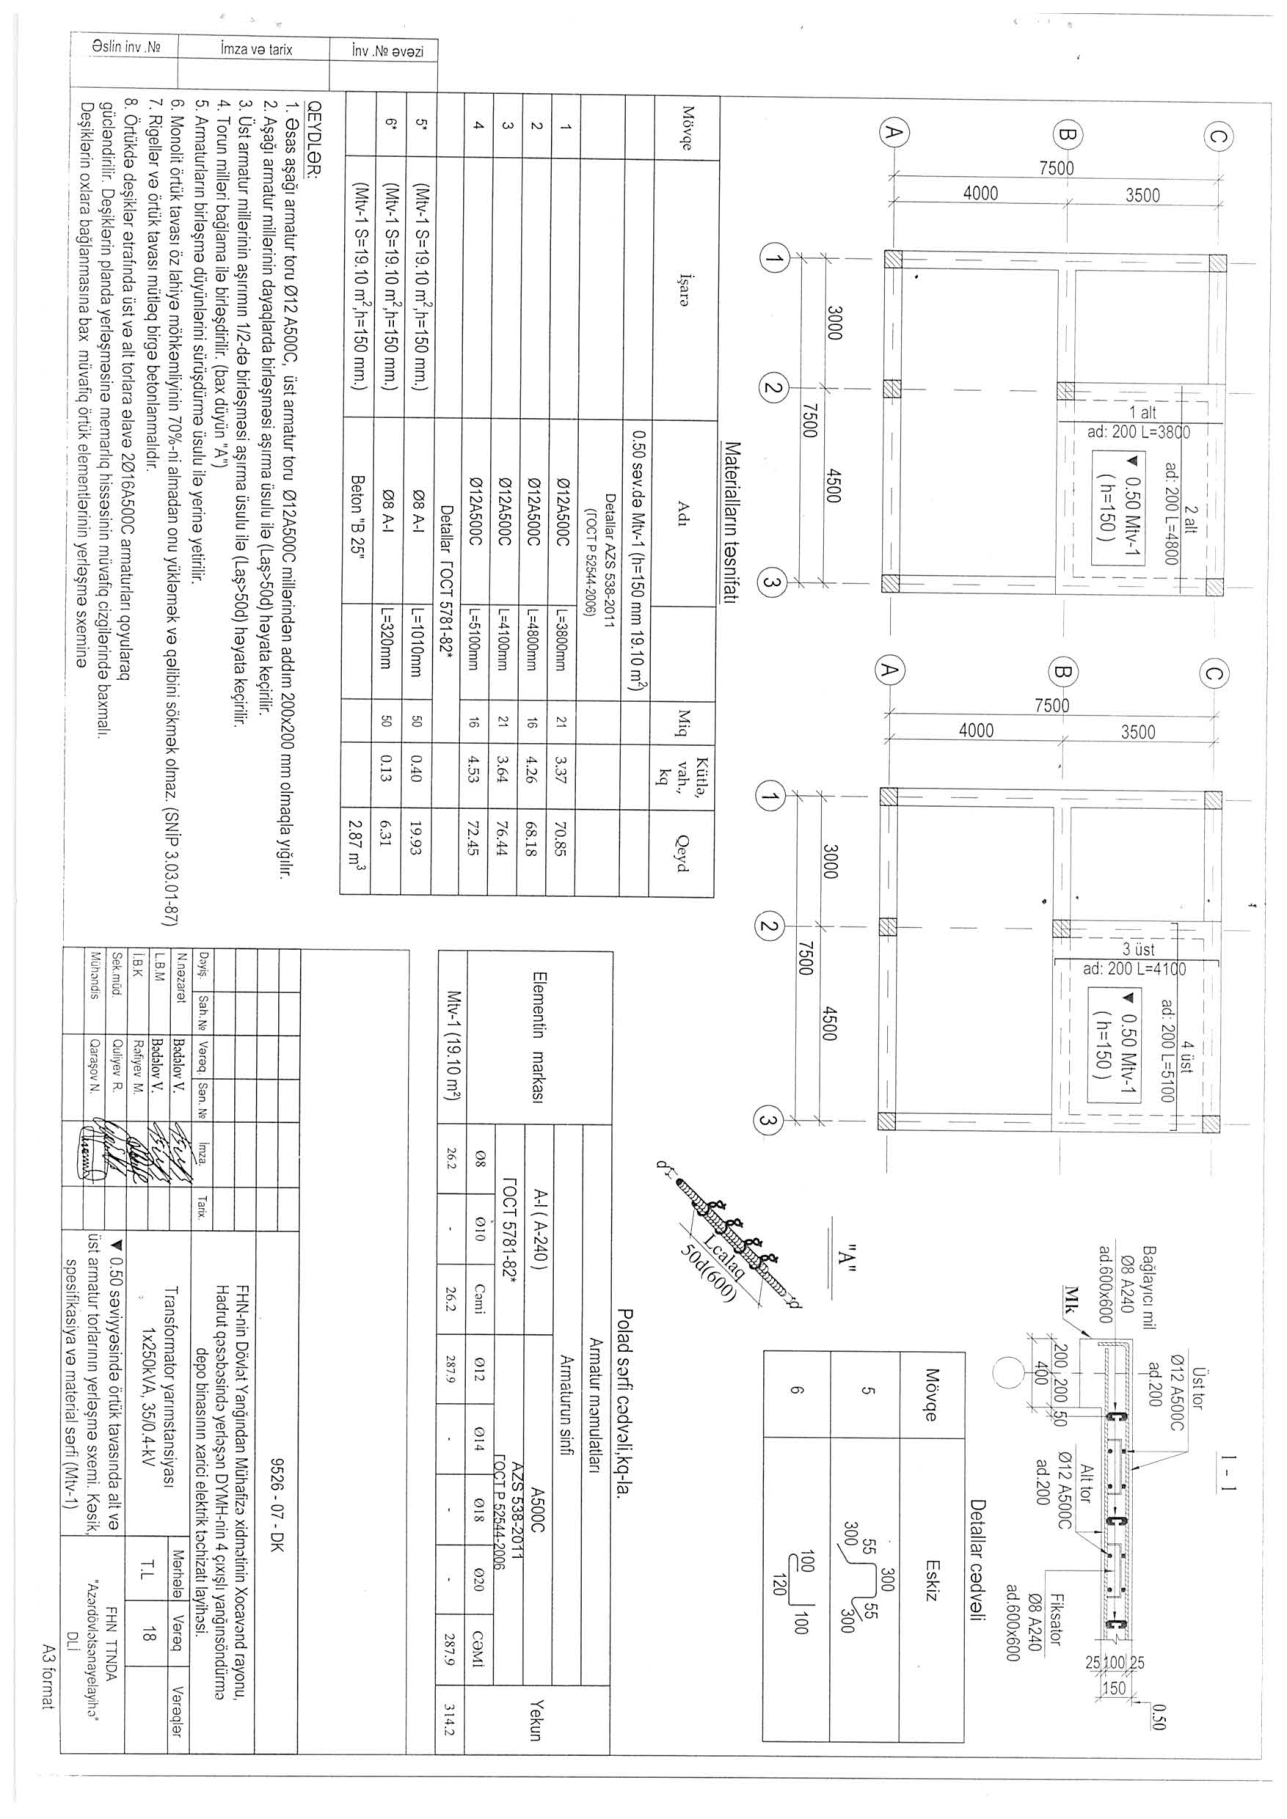 C
B
A
7500
3500
4000
1
2
3
3000
4500
7500
1 alt
ad: 200 L=3800
2 alt
ad: 200 L=4800
▼ 0.50 Mtv-1
( h=150 )
C
B
A
7500
3500
4000
1
2
3
3000
4500
7500
3 üst
ad: 200 L=4100
4 üst
ad: 200 L=5100
▼ 0.50 Mtv-1
( h=150 )
1 - 1
Üst tor
Ø12 A500C
ad.200
Bağlayıcı mil
Ø8 A240
ad.600x600
Mk
200 200 50
400
Alt tor
Ø12 A500C
ad.200
Fiksator
Ø8 A240
ad.600x600
25 100 25
150
0.50
"A"
d
Lcalaq
50d(600)
d
Detallar cədvəli
Mövqe Eskiz
5 300 55 300 55 300
6 100 120 100
Materialların təsnifatı
Mövqe İşarə Adı Miq Kütlə, vah., kq Qeyd
0.50 səv.də Mtv-1 (h=150 mm 19.10 m²)
Detallar AZS 538-2011
(ГОСТ Р 52544-2006)
1 Ø12A500C L=3800mm 21 3.37 70.85
2 Ø12A500C L=4800mm 16 4.26 68.18
3 Ø12A500C L=4100mm 21 3.64 76.44
4 Ø12A500C L=5100mm 16 4.53 72.45
Detallar ГОСТ 5781-82*
5* (Mtv-1 S=19.10 m²,h=150 mm.) Ø8 A-I L=1010mm 50 0.40 19.93
6* (Mtv-1 S=19.10 m²,h=150 mm.) Ø8 A-I L=320mm 50 0.13 6.31
(Mtv-1 S=19.10 m²,h=150 mm.) Beton "B 25" 2.87 m³
QEYDLƏR:
1. Əsas aşağı armatur toru Ø12 A500C, üst armatur toru Ø12A500C millərindən addım 200x200 mm olmaqla yığılır.
2. Aşağı armatur millərinin dayaqlarda birləşməsi aşırma üsulu ilə (Laş>50d) həyata keçirilir.
3. Üst armatur millərinin aşırımın 1/2-də birləşməsi aşırma üsulu ilə (Laş>50d) həyata keçirilir.
4. Torun milləri bağlama ilə birləşdirilir. (bax düyün "A")
5. Armaturların birləşmə düyünlərini sürüşdürmə üsulu ilə yerinə yetirilir.
6. Monolit örtük tavası öz lahiyə möhkəmliyinin 70%-ni almadan onu yükləmək və qəlibini sökmək olmaz. (SNİP 3.03.01-87)
7. Rigellər və örtük tavası mütləq birgə betonlanmalıdır.
8. Örtükdə deşiklər ətrafında üst və alt torlara əlavə 2Ø16A500C armaturları qoyularaq
gücləndirilir. Deşiklərin planda yerləşməsinə memarlıq hissəsinin müvafiq cizgilərində baxmalı.
Deşiklərin oxlara bağlanmasına bax müvafiq örtük elementlərinin yerləşmə sxeminə
Polad sərfi cədvəli,kq-la.
Elementin markası Armatur məmulatları Yekun
Armaturun sinfi
A-I ( A-240 ) A500C
ГОСТ 5781-82* AZS 538-2011
ГОСТ Р 52544-2006
Ø8 Ø10 Cəmi Ø12 Ø14 Ø18 Ø20 CƏMİ
Mtv-1 (19.10 m²) 26.2 - 26.2 287.9 - - - 287.9 314.2
9526 - 07 - DK
FHN-nin Dövlət Yanğından Mühafizə xidmətinin Xocavənd rayonu,
Hadrut qəsəbəsində yerləşən DYMH-nin 4 çıxışlı yanğınsöndürmə
depo binasının xarici elektrik təchizatı layihəsi.
Dəyiş. Sah.№ Vərəq. Sən. № İmza. Tarix.
N.nəzarət Bədəlov V.
L.B.M Bədəlov V.
İ.B.K Rəfiyev M.
Sek.müd. Quliyev R.
Mühəndis Qaraşov N.
Transformator yarımstansiyası
1x250kVA, 35/0.4-kV
Mərhələ Vərəq Vərəqlər
T.L 18
▼ 0.50 səviyyəsində örtük tavasında alt və
üst armatur torlarının yerləşmə sxemi. Kəsik,
spesifikasiya və material sərfi (Mtv-1)
FHN TTNDA
"Azərdövlətsənayelayihə"
DLİ
A3 format
Əslin inv .№ İmza və tarix İnv .№ əvəzi